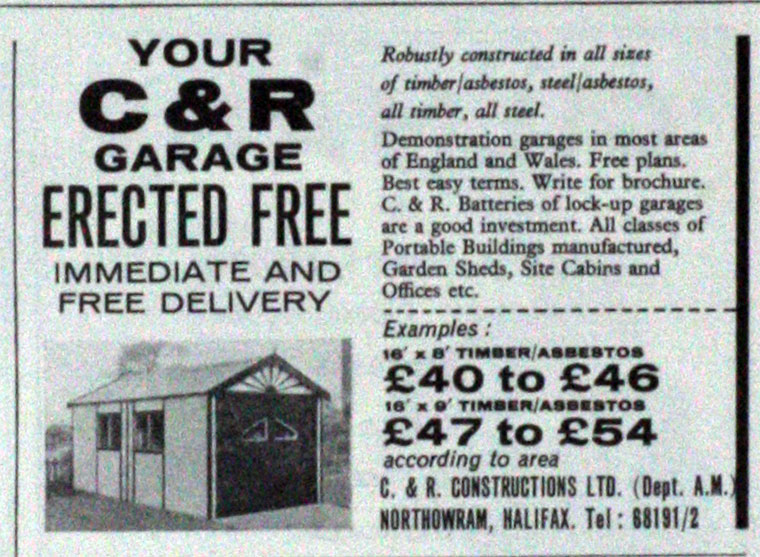 YOUR
C & R
GARAGE
ERECTED FREE
IMMEDIATE AND
FREE DELIVERY
Robustly constructed in all sizes
of timber/asbestos, steel/asbestos,
all timber, all steel.
Demonstration garages in most areas
of England and Wales. Free plans.
Best easy terms. Write for brochure.
C. & R. Batteries of lock-up garages
are a good investment. All classes of
Portable Buildings manufactured,
Garden Sheds, Site Cabins and
Offices etc.
Examples :
16′ x 8′ TIMBER/ASBESTOS
£40 to £46
16′ x 9′ TIMBER/ASBESTOS
£47 to £54
according to area
C. & R. CONSTRUCTIONS LTD. (Dept. A.M.)
NORTHOWRAM, HALIFAX. Tel : 68191/2